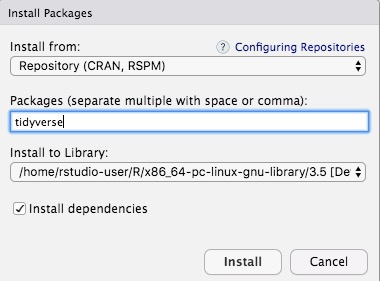 Install Packages
Install from:
? Configuring Repositories
Repository (CRAN, RSPM)
Packages (separate multiple with space or comma):
tidyverse
Install to Library:
/home/rstudio-user/R/x86_64-pc-linux-gnu-library/3.5 [De
Install dependencies
Install
Cancel